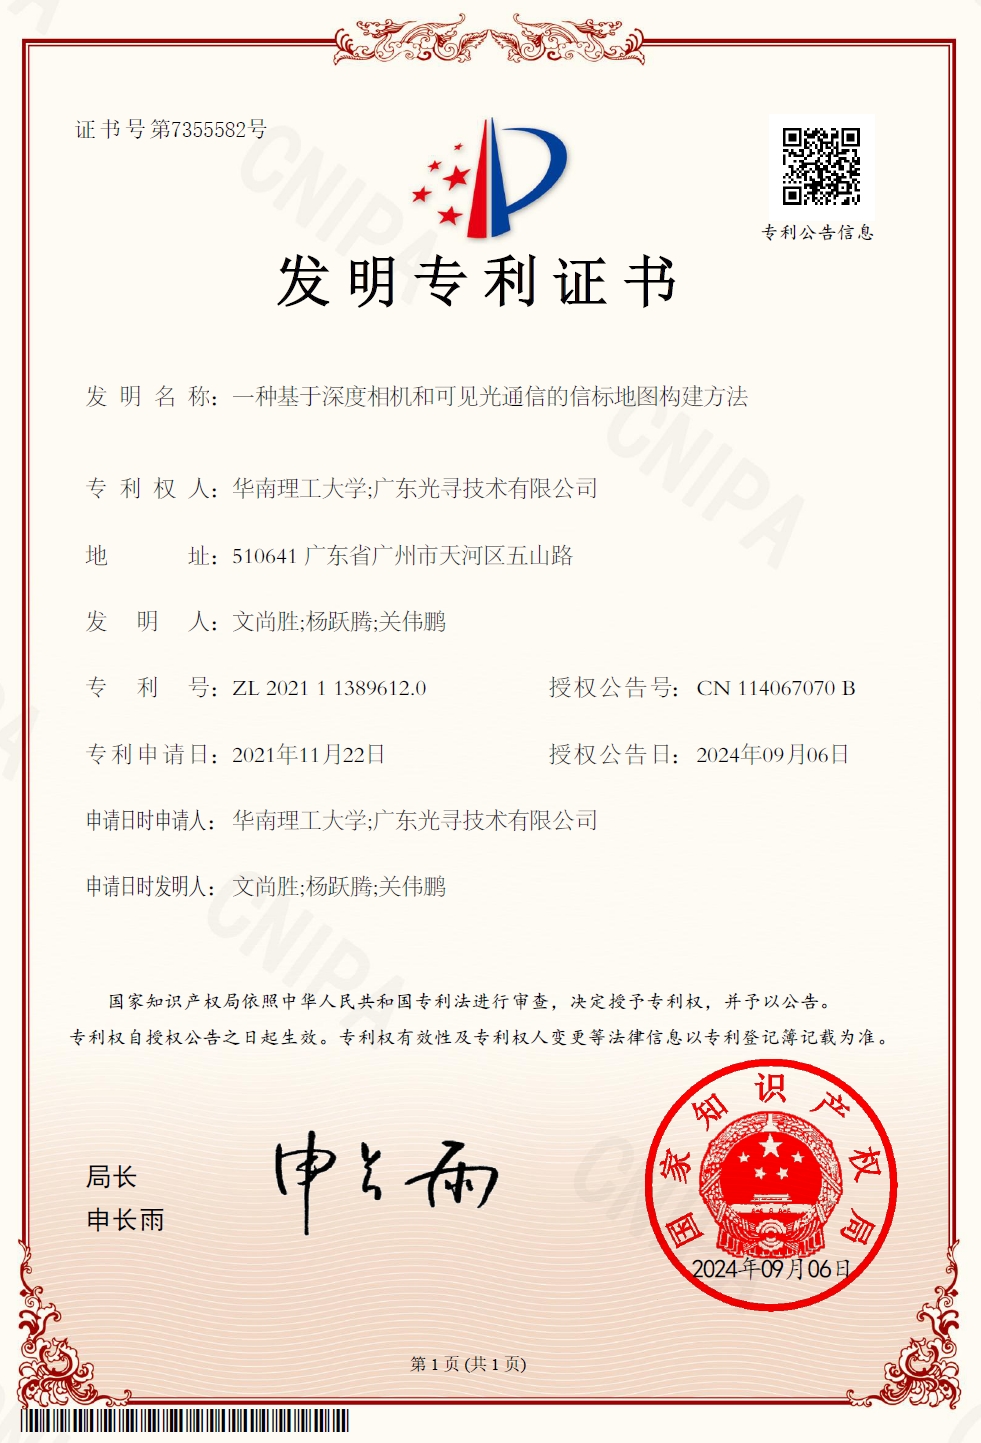 证书号第7355582号
专利公告信息
发明专利证书
发明名称：一种基于深度相机和可见光通信的信标地图构建方法
专利权人：华南理工大学;广东光寻技术有限公司
地址：510641 广东省广州市天河区五山路
发明人：文尚胜;杨跃腾;关伟鹏
专利号：ZL 2021 1 1389612.0 授权公告号：CN 114067070 B
专利申请日：2021年11月22日 授权公告日：2024年09月06日
申请日时申请人：华南理工大学;广东光寻技术有限公司
申请日时发明人：文尚胜;杨跃腾;关伟鹏
国家知识产权局依照中华人民共和国专利法进行审查，决定授予专利权，并予以公告。
专利权自授权公告之日起生效。专利权有效性及专利权人变更等法律信息以专利登记簿记载为准。
局长
申长雨
申长雨
国家知识产权局
2024年09月06日
第 1 页 (共 1 页)
CNIPA
CNIPA
CNIPA
CNIPA